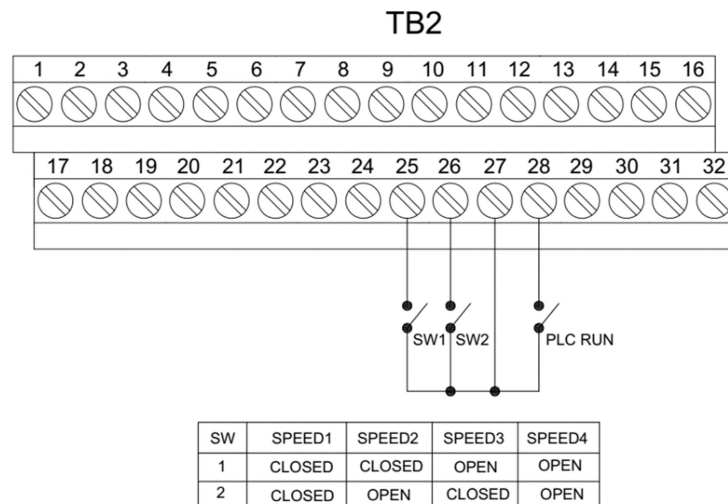 TB2
1 2 3 4 5 6 7 8 9 10 11 12 13 14 15 16
17 18 19 20 21 22 23 24 25 26 27 28 29 30 31 32
SW1 SW2 PLC RUN
SW SPEED1 SPEED2 SPEED3 SPEED4
1 CLOSED CLOSED OPEN OPEN
2 CLOSED OPEN CLOSED OPEN